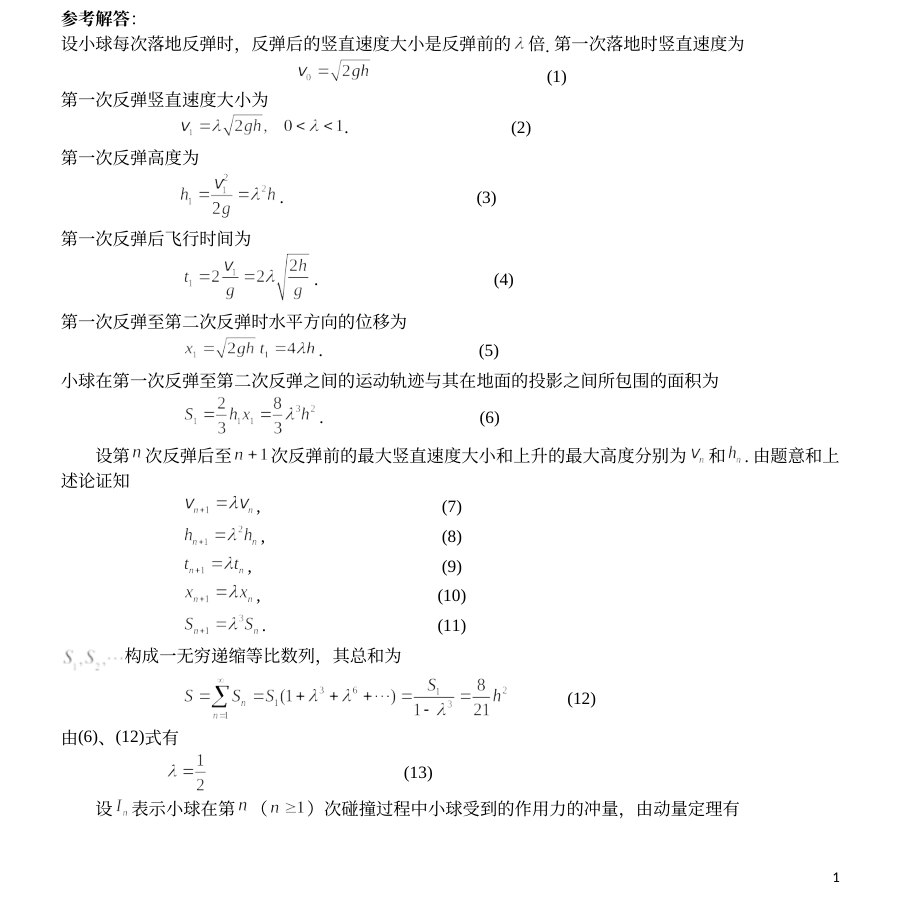 参考解答：
设小球每次落地反弹时，反弹后的竖直速度大小是反弹前的 λ 倍. 第一次落地时竖直速度为
v₀ = √(2gh) (1)
第一次反弹竖直速度大小为
v₁ = λ√(2gh), 0 < λ < 1. (2)
第一次反弹高度为
h₁ = v₁²/(2g) = λ²h. (3)
第一次反弹后飞行时间为
t₁ = 2 v₁/g = 2λ√(2h/g). (4)
第一次反弹至第二次反弹时水平方向的位移为
x₁ = √(2gh) t₁ = 4λh. (5)
小球在第一次反弹至第二次反弹之间的运动轨迹与其在地面的投影之间所包围的面积为
S₁ = 2/3 h₁x₁ = 8/3 λ³h². (6)
设第 n 次反弹后至 n + 1 次反弹前的最大竖直速度大小和上升的最大高度分别为 vₙ 和 hₙ. 由题意和上
述论证知
vₙ₊₁ = λvₙ, (7)
hₙ₊₁ = λ²hₙ, (8)
tₙ₊₁ = λtₙ, (9)
xₙ₊₁ = λxₙ, (10)
Sₙ₊₁ = λ³Sₙ. (11)
S₁, S₂, ⋯ 构成一无穷递缩等比数列，其总和为
S = ∑_{n=1}^{∞} Sₙ = S₁(1 + λ³ + λ⁶ + ⋯) = S₁/(1 − λ³) = 8/21 h² (12)
由(6)、(12)式有
λ = 1/2 (13)
设 Iₙ 表示小球在第 n （ n ≥1 ）次碰撞过程中小球受到的作用力的冲量，由动量定理有
1